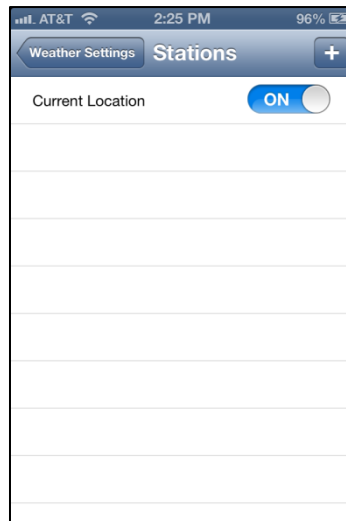 AT&T 2:25 PM 96%
Weather Settings Stations +
Current Location ON